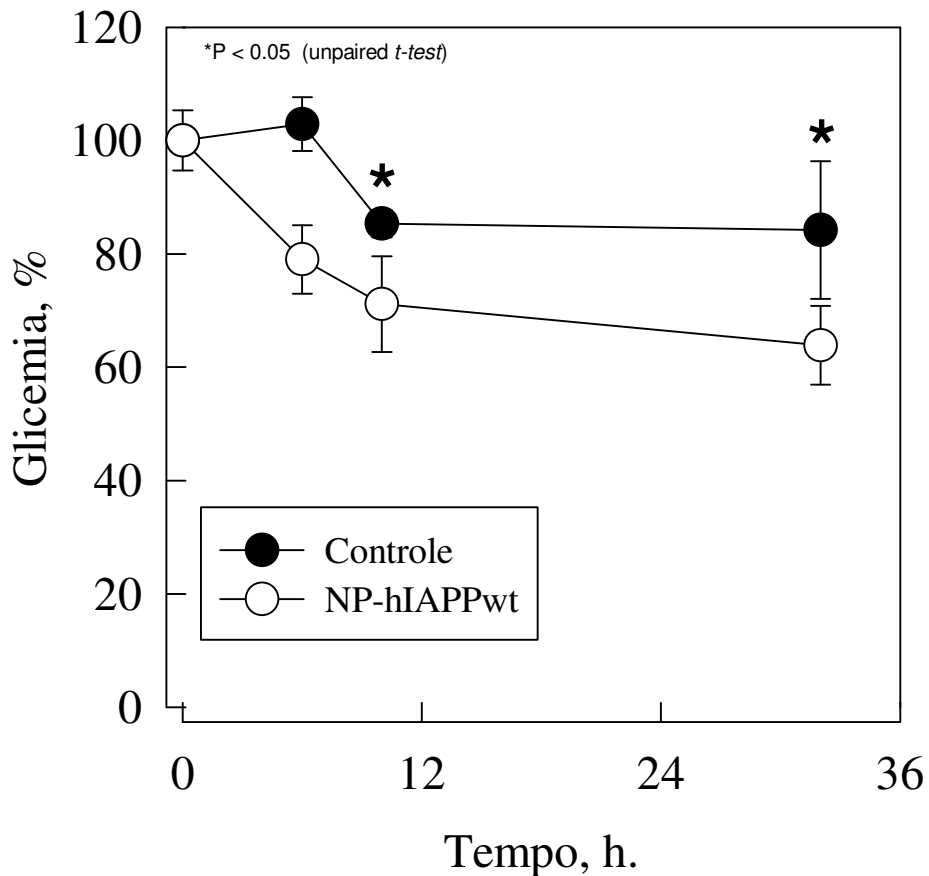 120
*P < 0.05 (unpaired t-test)
100
*
*
80
60
40
20
0
Glicemia, %
Controle
NP-hIAPPwt
0 12 24 36
Tempo, h.